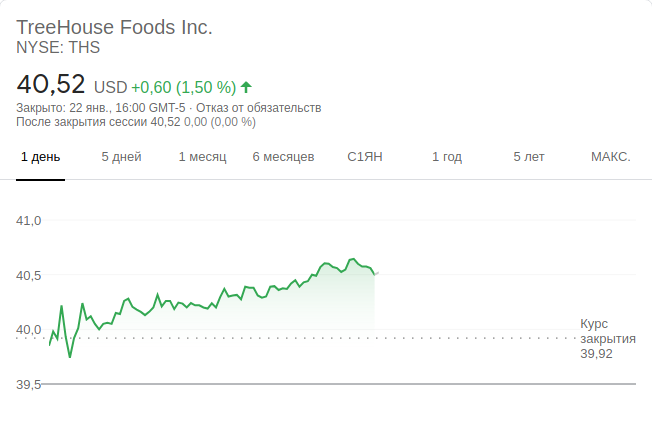 TreeHouse Foods Inc.
NYSE: THS
40,52 USD +0,60 (1,50 %)
Закрыто: 22 янв., 16:00 GMT-5 · Отказ от обязательств
После закрытия сессии 40,52 0,00 (0,00 %)
1 день 5 дней 1 месяц 6 месяцев С1ЯН 1 год 5 лет МАКС.
41,0
40,5
40,0
Курс
закрытия
39,92
39,5